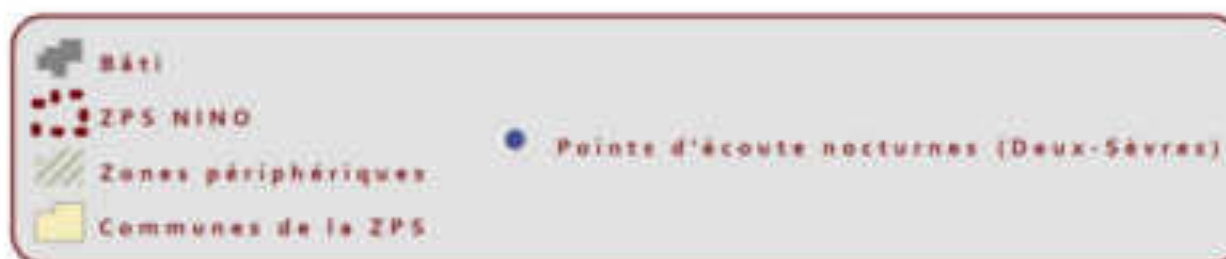 Bâti
ZPS NINO
Zones périphériques
Communes de la ZPS
Points d'écoute nocturnes (Deux-Sèvres)